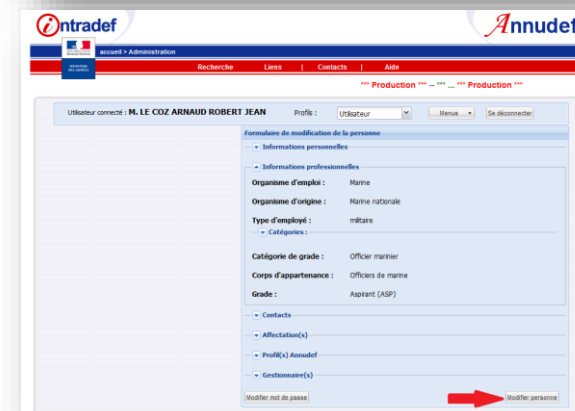 intradef
Annudef
accueil > Administration
Recherche Liens | Contacts | Aide
*** Production *** -- *** ... *** Production ***
Utilisateur connecté : M. LE COZ ARNAUD ROBERT JEAN Profils : Utilisateur Menus Se déconnecter
Formulaire de modification de la personne
Informations personnelles
Informations professionnelles
Organisme d'emploi : Marine
Organisme d'origine : Marine nationale
Type d'employé : militaire
Catégories :
Catégorie de grade : Officier marinier
Corps d'appartenance : Officiers de marine
Grade : Aspirant (ASP)
Contacts
Affectation(s)
Profil(s) Annudef
Gestionnaire(s)
Modifier mot de passe Modifier personne